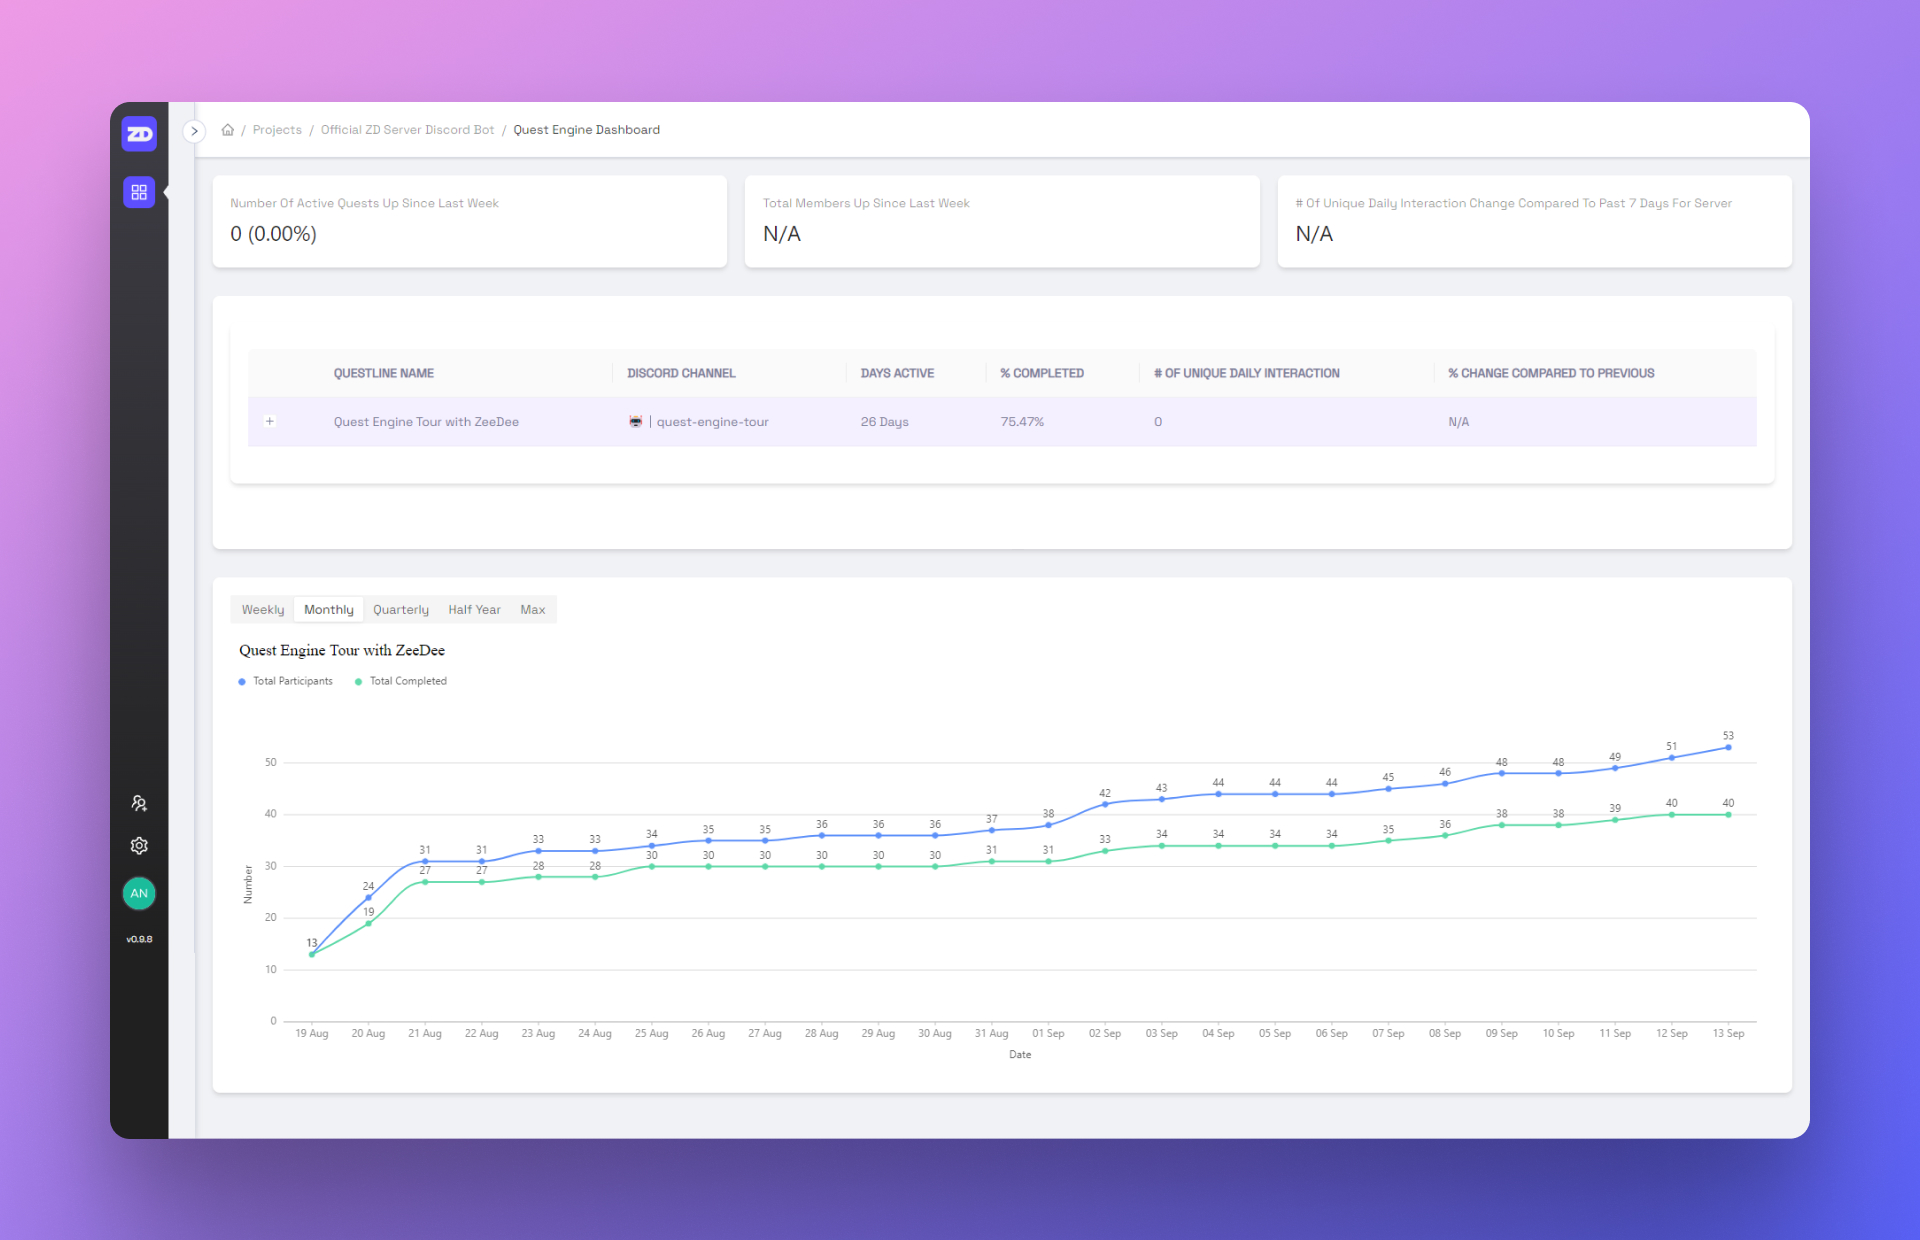 ZD
/ Projects / Official ZD Server Discord Bot / Quest Engine Dashboard
Number Of Active Quests Up Since Last Week
0 (0.00%)
Total Members Up Since Last Week
N/A
# Of Unique Daily Interaction Change Compared To Past 7 Days For Server
N/A
QUESTLINE NAME DISCORD CHANNEL DAYS ACTIVE % COMPLETED # OF UNIQUE DAILY INTERACTION % CHANGE COMPARED TO PREVIOUS
Quest Engine Tour with ZeeDee | quest-engine-tour 26 Days 75.47% 0 N/A
Weekly Monthly Quarterly Half Year Max
Quest Engine Tour with ZeeDee
Total Participants Total Completed
Number
50
40
30
20
10
0
13 24 31 31 33 33 34 35 35 36 36 36 37 38 42 43 44 44 44 45 46 48 48 49 51 53
19 27 27 28 28 30 30 30 30 30 30 31 31 33 34 34 34 34 35 36 38 38 39 40 40
19 Aug 20 Aug 21 Aug 22 Aug 23 Aug 24 Aug 25 Aug 26 Aug 27 Aug 28 Aug 29 Aug 30 Aug 31 Aug 01 Sep 02 Sep 03 Sep 04 Sep 05 Sep 06 Sep 07 Sep 08 Sep 09 Sep 10 Sep 11 Sep 12 Sep 13 Sep
Date
AN
v0.9.8